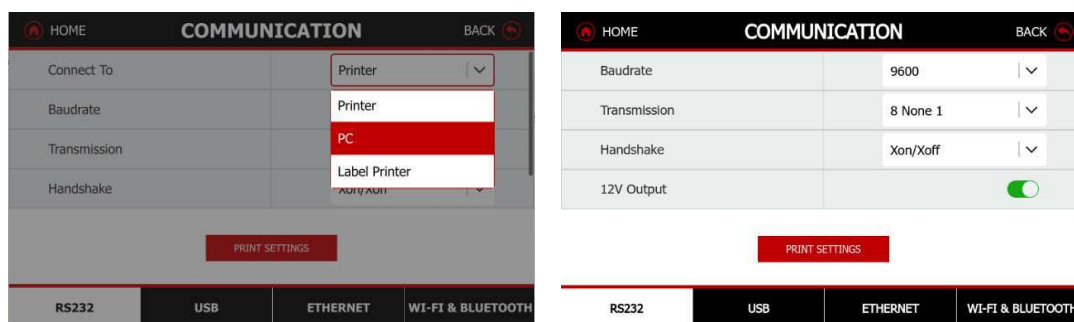 HOME COMMUNICATION BACK
Connect To Printer
Baudrate Printer
PC
Transmission
Label Printer
Handshake Xon/Xoff
PRINT SETTINGS
RS232 USB ETHERNET WI-FI & BLUETOOTH
HOME COMMUNICATION BACK
Baudrate 9600
Transmission 8 None 1
Handshake Xon/Xoff
12V Output
PRINT SETTINGS
RS232 USB ETHERNET WI-FI & BLUETOOTH